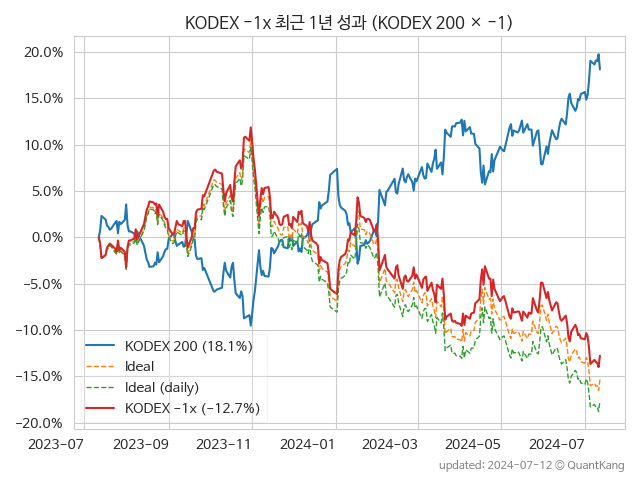 KODEX −1x 최근 1년 성과 (KODEX 200 × −1)
20.0%
15.0%
10.0%
5.0%
0.0%
−5.0%
−10.0%
−15.0%
−20.0%
KODEX 200 (18.1%)
Ideal
Ideal (daily)
KODEX −1x (−12.7%)
2023-07 2023-09 2023-11 2024-01 2024-03 2024-05 2024-07
updated: 2024-07-12 © QuantKang